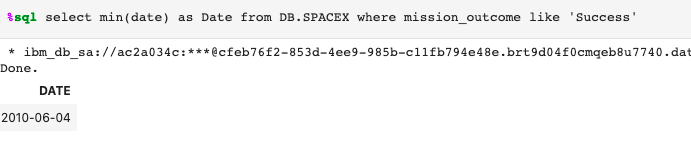 %sql select min(date) as Date from DB.SPACEX where mission_outcome like 'Success'
* ibm_db_sa://ac2a034c:***@cfeb76f2-853d-4ee9-985b-c11fb794e48e.brt9d04f0cmqeb8u7740.dat
Done.
DATE
2010-06-04